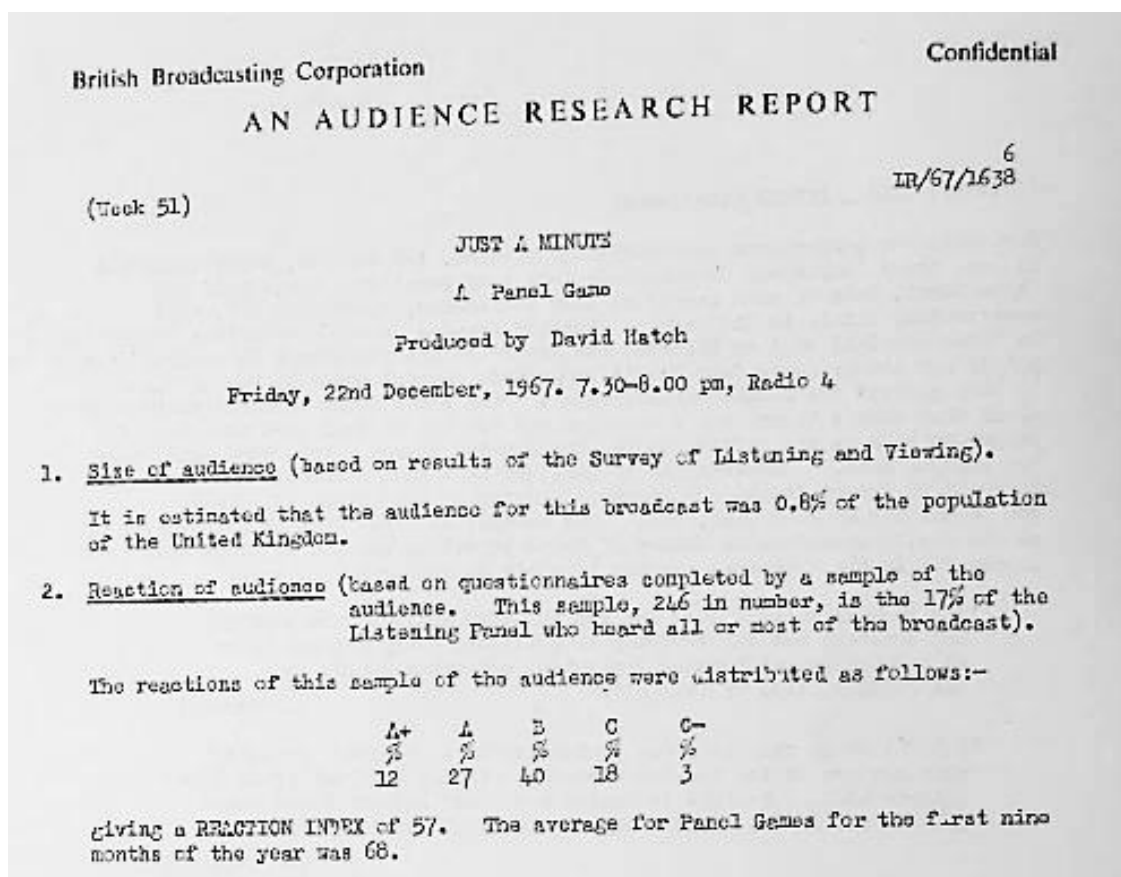 British Broadcasting Corporation
Confidential
AN AUDIENCE RESEARCH REPORT
6
LR/67/1638
(Week 51)
JUST A MINUTE
A Panel Game
Produced by David Hatch
Friday, 22nd December, 1967. 7.30-8.00 pm, Radio 4
1. Size of audience (based on results of the Survey of Listening and Viewing).
It is estimated that the audience for this broadcast was 0.8% of the population
of the United Kingdom.
2. Reaction of audience (based on questionnaires completed by a sample of the
audience. This sample, 246 in number, is the 17% of the
Listening Panel who heard all or most of the broadcast).
The reactions of this sample of the audience were distributed as follows:-
A+ A B C C-
% % % % %
12 27 40 18 3
giving a REACTION INDEX of 57. The average for Panel Games for the first nine
months of the year was 68.